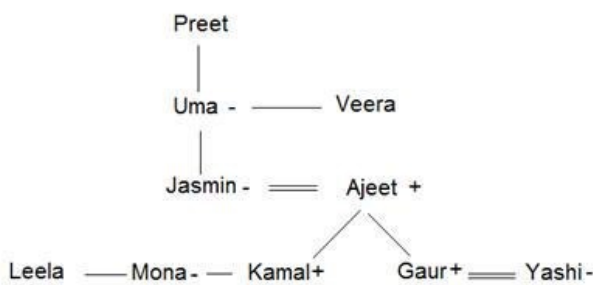 Preet
Uma - Veera
Jasmin - Ajeet +
Leela Mona - Kamal+ Gaur+ Yashi-